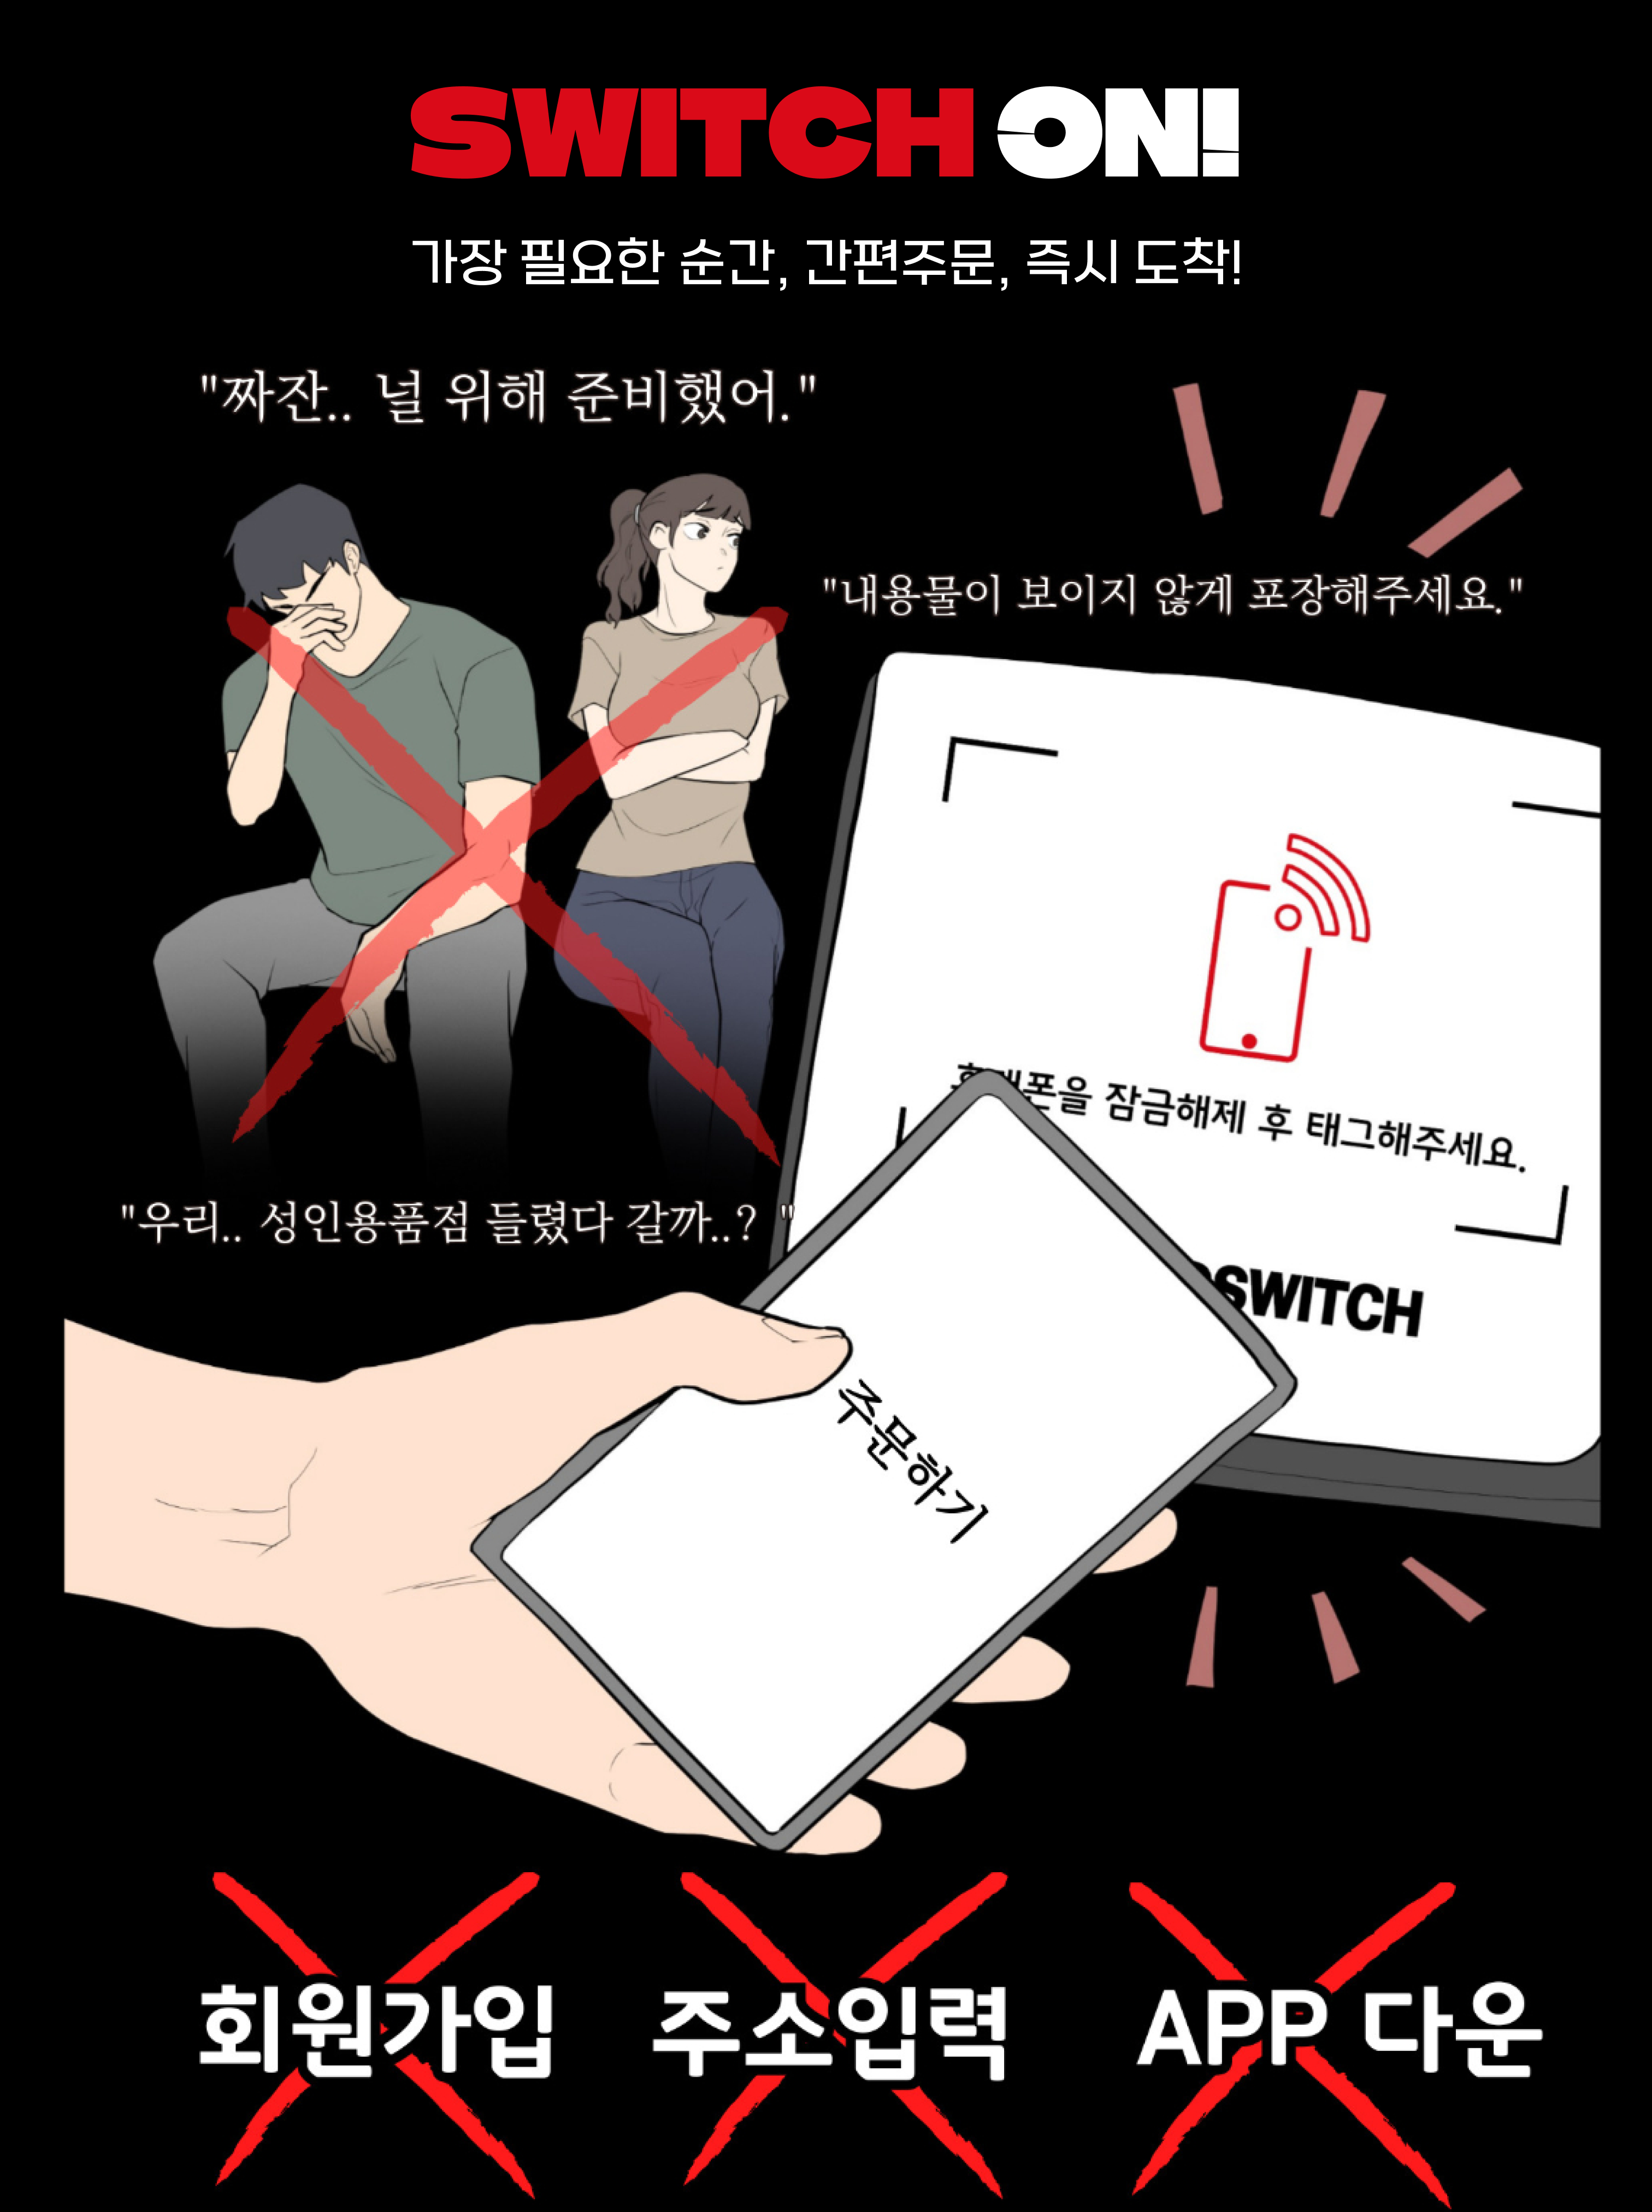 SWITCH ON!
가장 필요한 순간, 간편주문, 즉시 도착!
"짜잔.. 널 위해 준비했어."
"내용물이 보이지 않게 포장해주세요."
잠금해제 후 태그해주세요.
"우리.. 성인용품점 들렸다 갈까..? "
SWITCH
주문하기
회원가입 주소입력 APP 다운